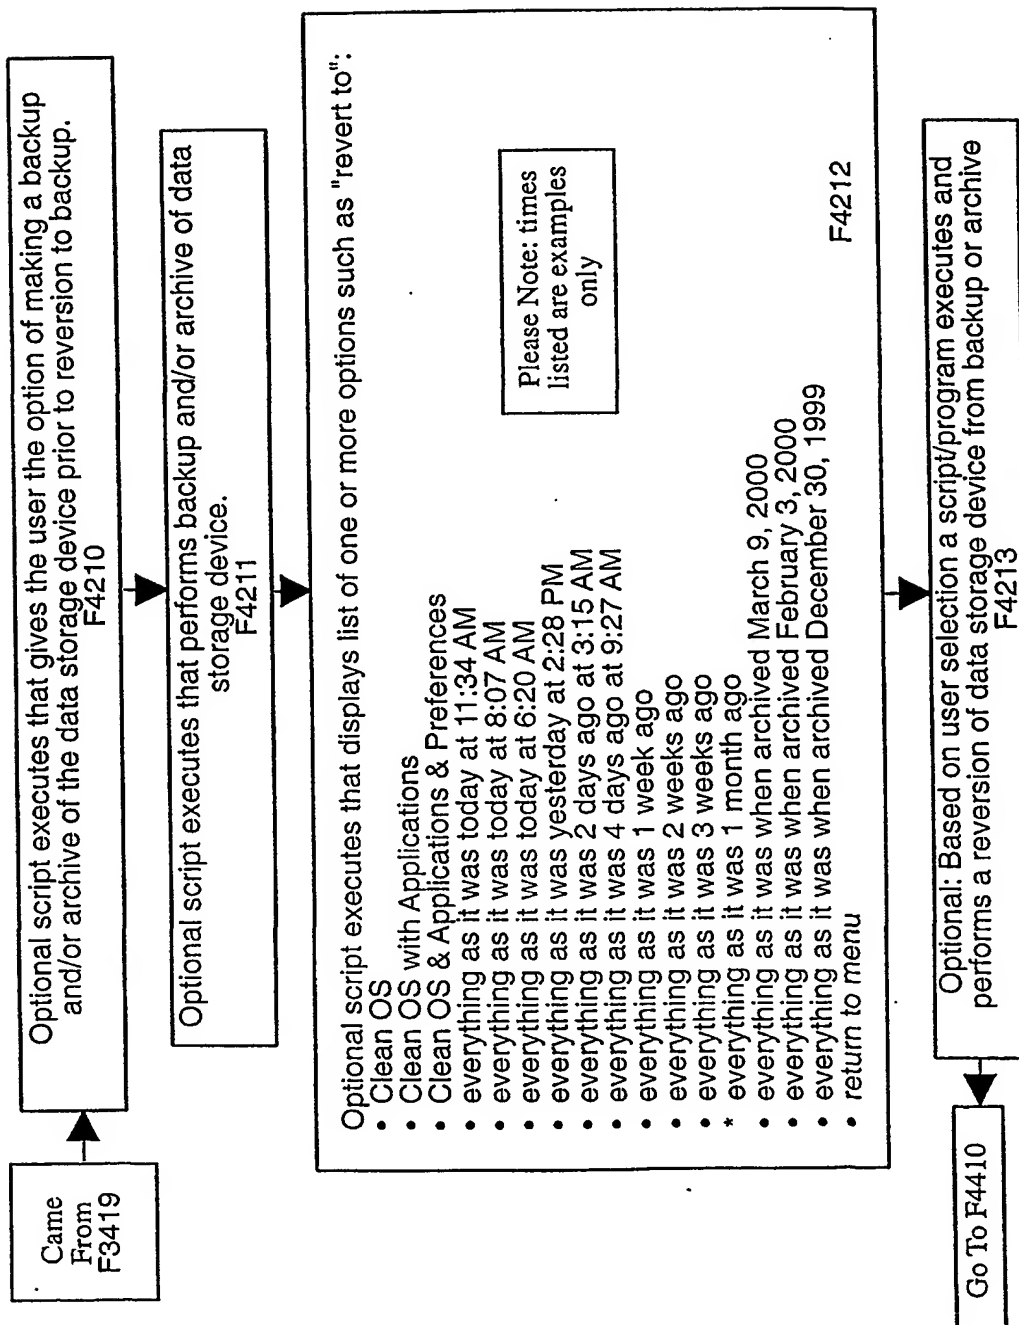 Came
From
F3419
Optional script executes that gives the user the option of making a backup
and/or archive of the data storage device prior to reversion to backup.
F4210
Optional script executes that performs backup and/or archive of data
storage device.
F4211
Optional script executes that displays list of one or more options such as "revert to":
• Clean OS
• Clean OS with Applications
• Clean OS & Applications & Preferences
• everything as it was today at 11:34 AM
• everything as it was today at 8:07 AM
• everything as it was today at 6:20 AM
• everything as it was yesterday at 2:28 PM
• everything as it was 2 days ago at 3:15 AM
• everything as it was 4 days ago at 9:27 AM
• everything as it was 1 week ago
• everything as it was 2 weeks ago
• everything as it was 3 weeks ago
* everything as it was 1 month ago
• everything as it was when archived March 9, 2000
• everything as it was when archived February 3, 2000
• everything as it was when archived December 30, 1999
• return to menu
Please Note: times
listed are examples
only
F4212
Optional: Based on user selection a script/program executes and
performs a reversion of data storage device from backup or archive
F4213
Go To F4410